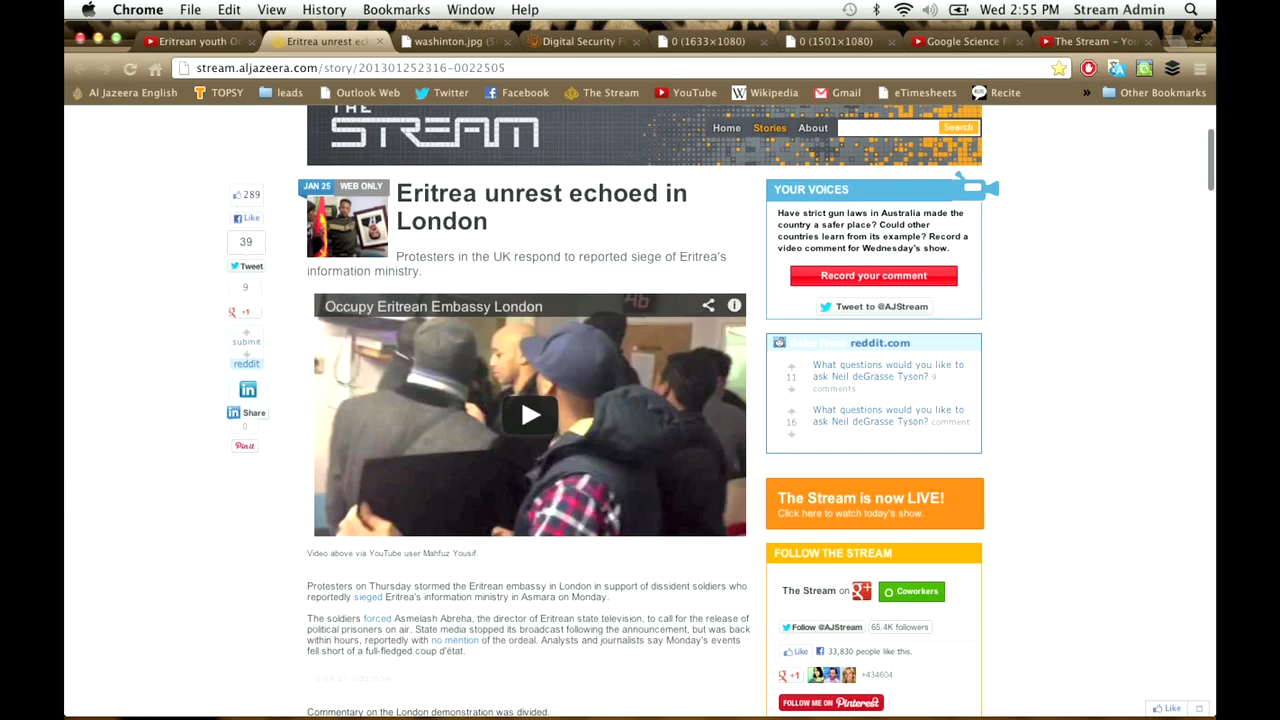 Chrome File Edit View History Bookmarks Window Help Wed 2:55 PM Stream Admin
Eritrean youth Oc Eritrea unrest ech washinton.jpg (5 Digital Security F 0 (1633×1080) 0 (1501×1080) Google Science F The Stream – You
stream.aljazeera.com/story/201301252316-0022505
Al Jazeera English TOPSY leads Outlook Web Twitter Facebook The Stream YouTube Wikipedia Gmail eTimesheets Recite » Other Bookmarks
THE
STREAM
Home Stories About Search
JAN 25 WEB ONLY
Eritrea unrest echoed in
London
Protesters in the UK respond to reported siege of Eritrea's
information ministry.
289
Like
39
Tweet
9
+1
submit
reddit
in
in Share
0
Pin it
Occupy Eritrean Embassy London
Video above via YouTube user Mahfuz Yousif.
Protesters on Thursday stormed the Eritrean embassy in London in support of dissident soldiers who
reportedly sieged Eritrea's information ministry in Asmara on Monday.
The soldiers forced Asmelash Abreha, the director of Eritrean state television, to call for the release of
political prisoners on air. State media stopped its broadcast following the announcement, but was back
within hours, reportedly with no mention of the ordeal. Analysts and journalists say Monday's events
fell short of a full-fledged coup d'état.
View as slideshow
Commentary on the London demonstration was divided.
YOUR VOICES
Have strict gun laws in Australia made the
country a safer place? Could other
countries learn from its example? Record a
video comment for Wednesday's show.
Record your comment
Tweet to @AJStream
links from reddit.com
What questions would you like to
11 ask Neil deGrasse Tyson? 9
comments
What questions would you like to
16 ask Neil deGrasse Tyson? comment
The Stream is now LIVE!
Click here to watch today's show.
FOLLOW THE STREAM
The Stream on g+ Coworkers
Follow @AJStream 65.4K followers
Like 33,830 people like this.
+1 +434604
FOLLOW ME ON Pinterest
Like